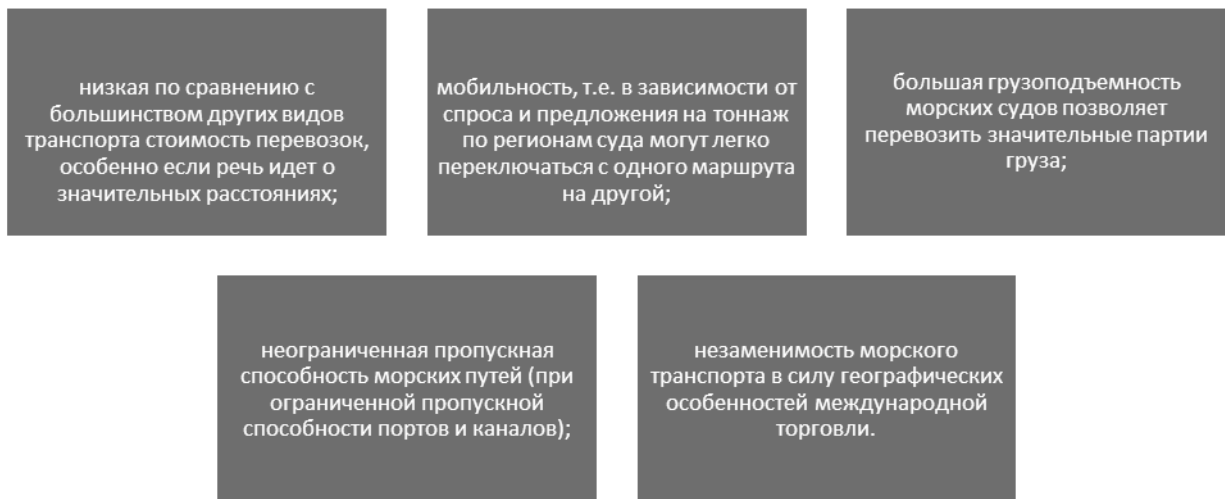 низкая по сравнению с
большинством других видов
транспорта стоимость перевозок,
особенно если речь идет о
значительных расстояниях;
мобильность, т.е. в зависимости от
спроса и предложения на тоннаж
по регионам суда могут легко
переключаться с одного маршрута
на другой;
большая грузоподъемность
морских судов позволяет
перевозить значительные партии
груза;
неограниченная пропускная
способность морских путей (при
ограниченной пропускной
способности портов и каналов);
незаменимость морского
транспорта в силу географических
особенностей международной
торговли.